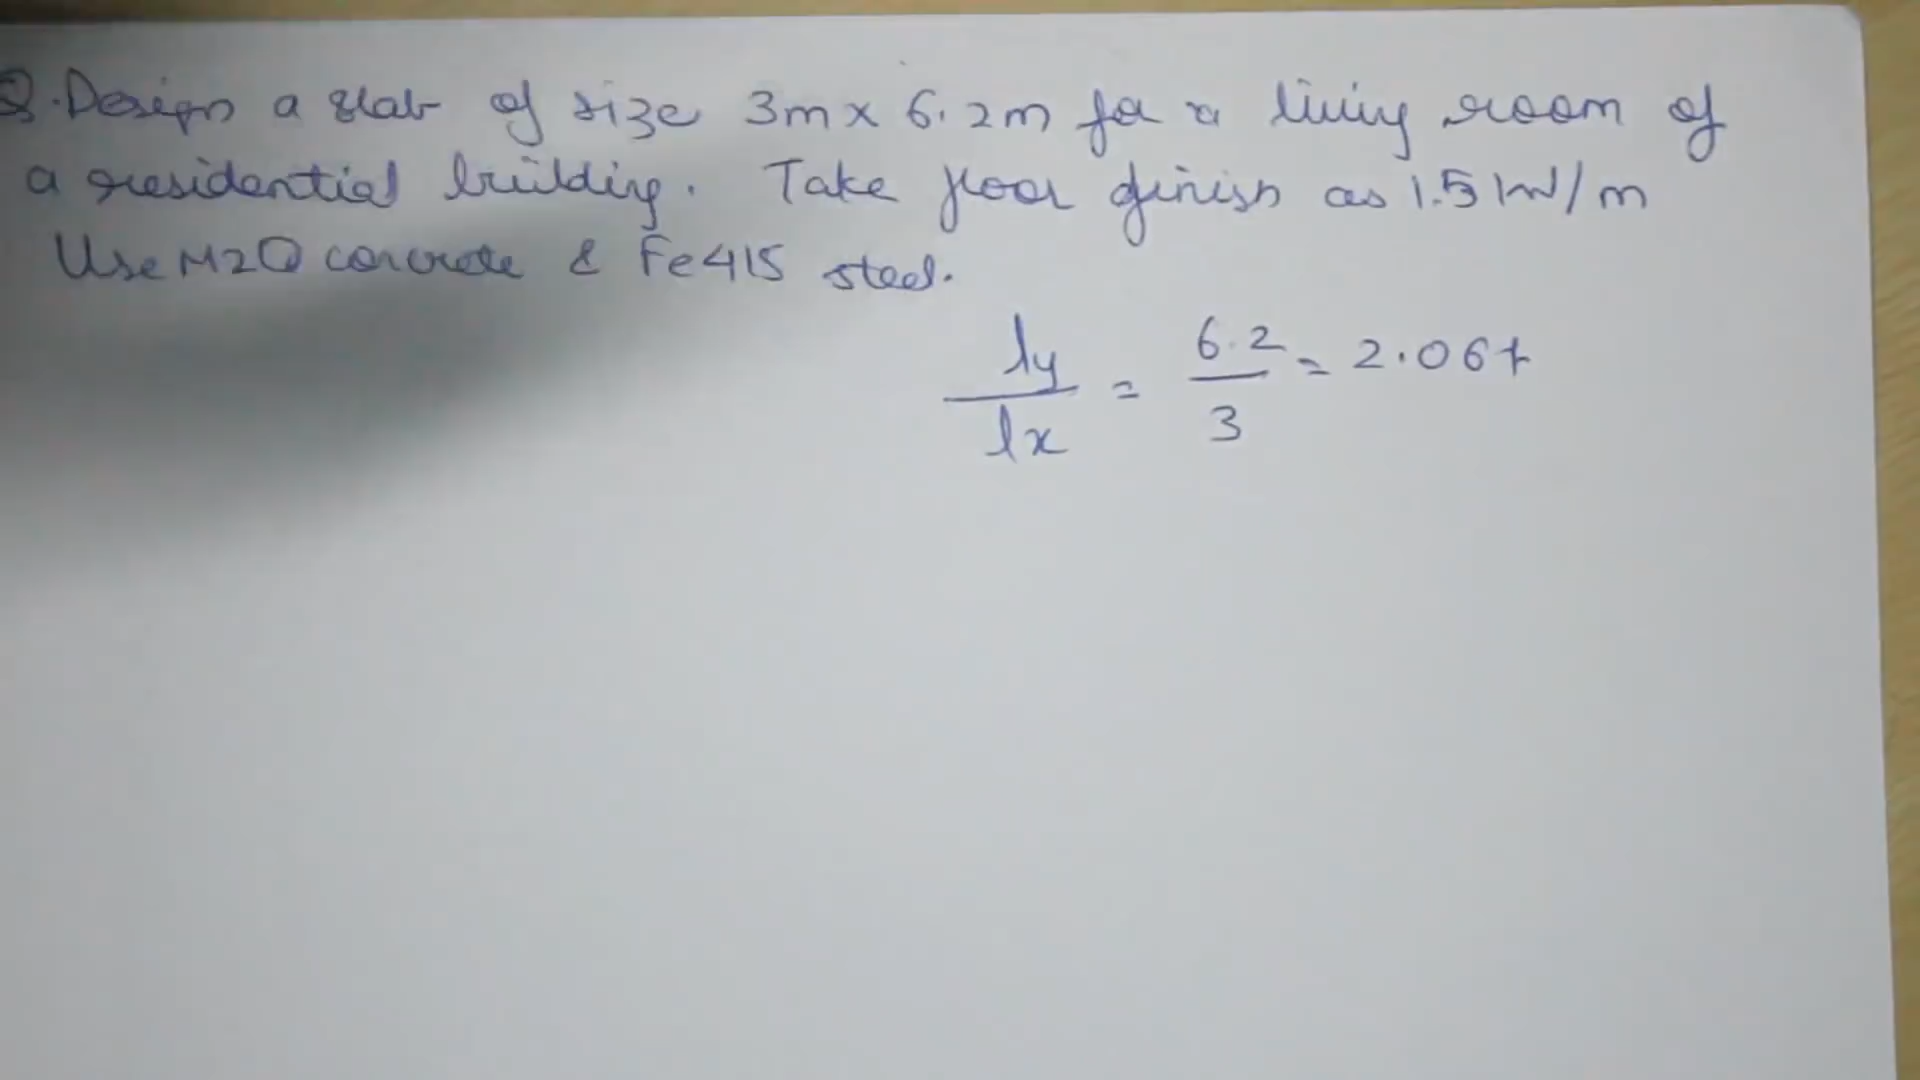 Q. Design a slab of size 3m x 6.2m for a living room of
a residential building. Take floor finish as 1.5 kN/m
Use M20 concrete & Fe415 steel.
ly/lx = 6.2/3 = 2.067